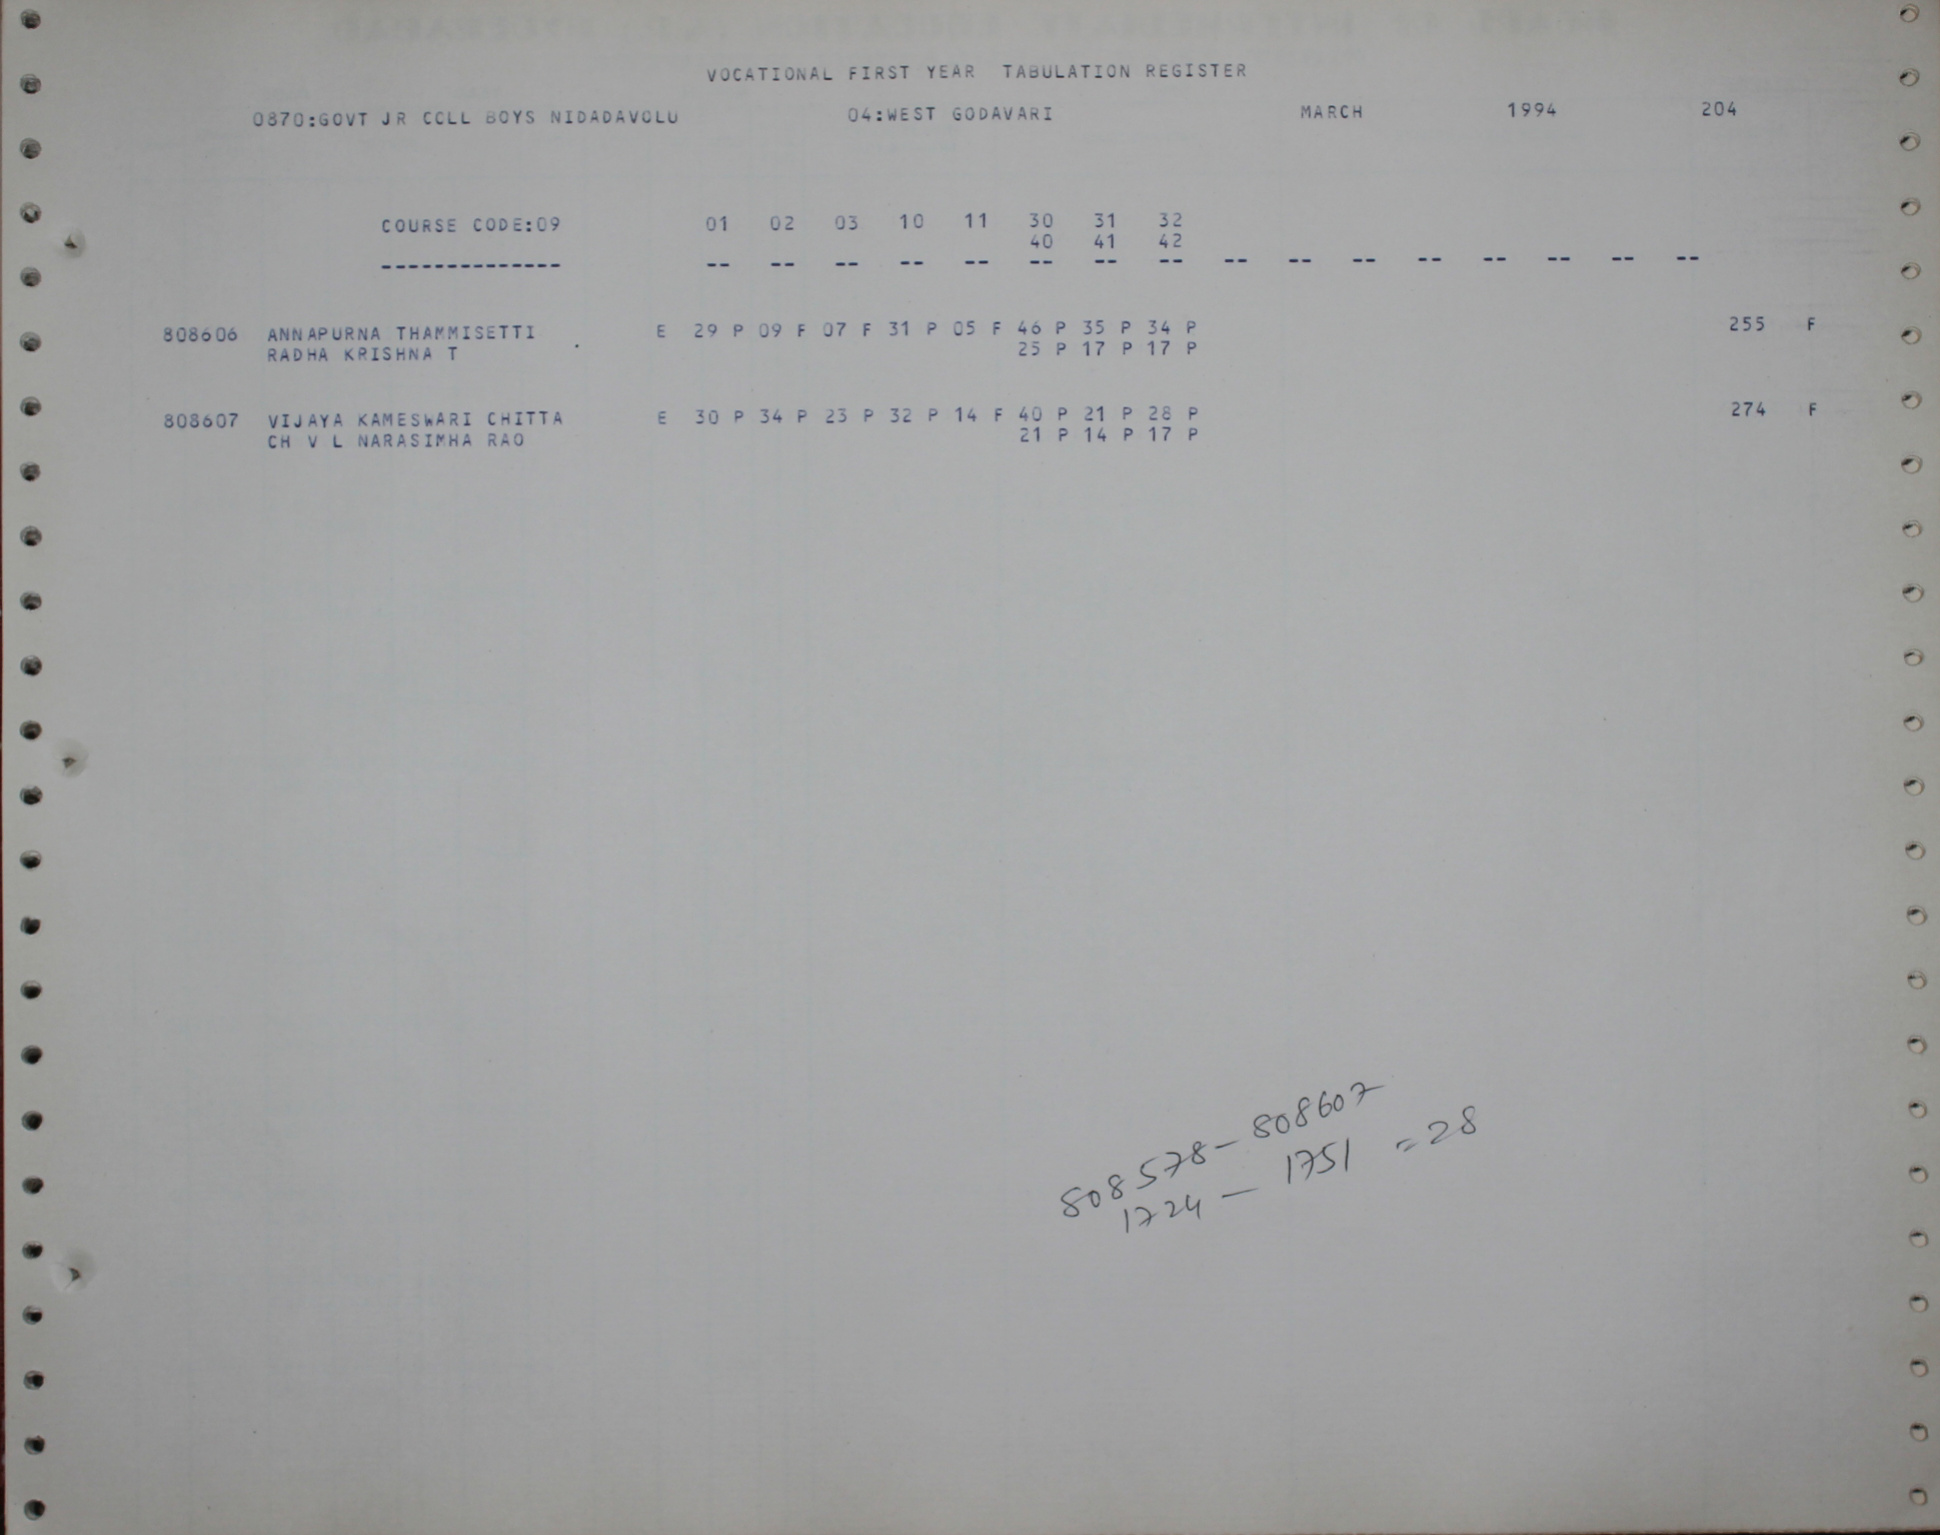 VOCATIONAL FIRST YEAR TABULATION REGISTER
0870:GOVT JR COLL BOYS NIDADAVOLU 04:WEST GODAVARI MARCH 1994 204
COURSE CODE:09 01 02 03 10 11 30 31 32
40 41 42
-------------- -- -- -- -- -- -- -- -- -- -- -- -- -- -- -- --
808606 ANNAPURNA THAMMISETTI E 29 P 09 F 07 F 31 P 05 F 46 P 35 P 34 P 255 F
RADHA KRISHNA T 25 P 17 P 17 P
808607 VIJAYA KAMESWARI CHITTA E 30 P 34 P 23 P 32 P 14 F 40 P 21 P 28 P 274 F
CH V L NARASIMHA RAO 21 P 14 P 17 P
808578 - 808607
1724 - 1751 = 28